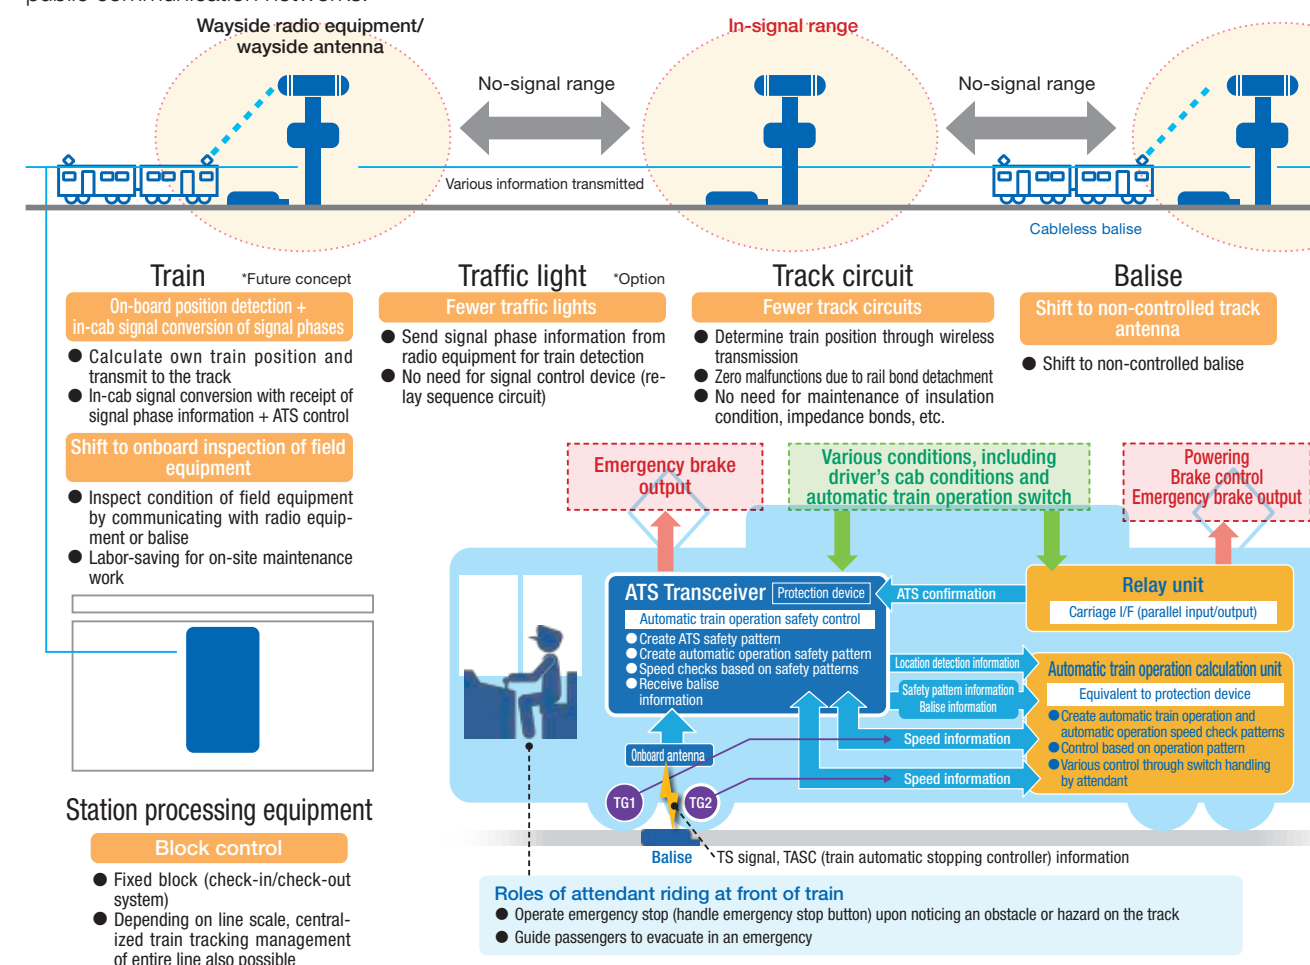 public communication networks.
Wayside radio equipment/
wayside antenna
In-signal range
No-signal range
No-signal range
Various information transmitted
Cableless balise
Train
*Future concept
On-board position detection +
in-cab signal conversion of signal phases
● Calculate own train position and
transmit to the track
● In-cab signal conversion with receipt of
signal phase information + ATS control
Shift to onboard inspection of field
equipment
● Inspect condition of field equipment
by communicating with radio equip-
ment or balise
● Labor-saving for on-site maintenance
work
Traffic light
*Option
Fewer traffic lights
● Send signal phase information from
radio equipment for train detection
● No need for signal control device (re-
lay sequence circuit)
Track circuit
Fewer track circuits
● Determine train position through wireless
transmission
● Zero malfunctions due to rail bond detachment
● No need for maintenance of insulation
condition, impedance bonds, etc.
Balise
Shift to non-controlled track
antenna
● Shift to non-controlled balise
Station processing equipment
Block control
● Fixed block (check-in/check-out
system)
● Depending on line scale, central-
ized train tracking management
of entire line also possible
Emergency brake
output
Various conditions, including
driver's cab conditions and
automatic train operation switch
Powering
Brake control
Emergency brake output
ATS Transceiver
Protection device
Automatic train operation safety control
● Create ATS safety pattern
● Create automatic operation safety pattern
● Speed checks based on safety patterns
● Receive balise
information
ATS confirmation
Relay unit
Carriage I/F (parallel input/output)
Location detection information
Safety pattern information
Balise information
Speed information
Speed information
Automatic train operation calculation unit
Equivalent to protection device
● Create automatic train operation and
automatic operation speed check patterns
● Control based on operation pattern
● Various control through switch handling
by attendant
Onboard antenna
TG1
TG2
Balise
TS signal, TASC (train automatic stopping controller) information
Roles of attendant riding at front of train
● Operate emergency stop (handle emergency stop button) upon noticing an obstacle or hazard on the track
● Guide passengers to evacuate in an emergency